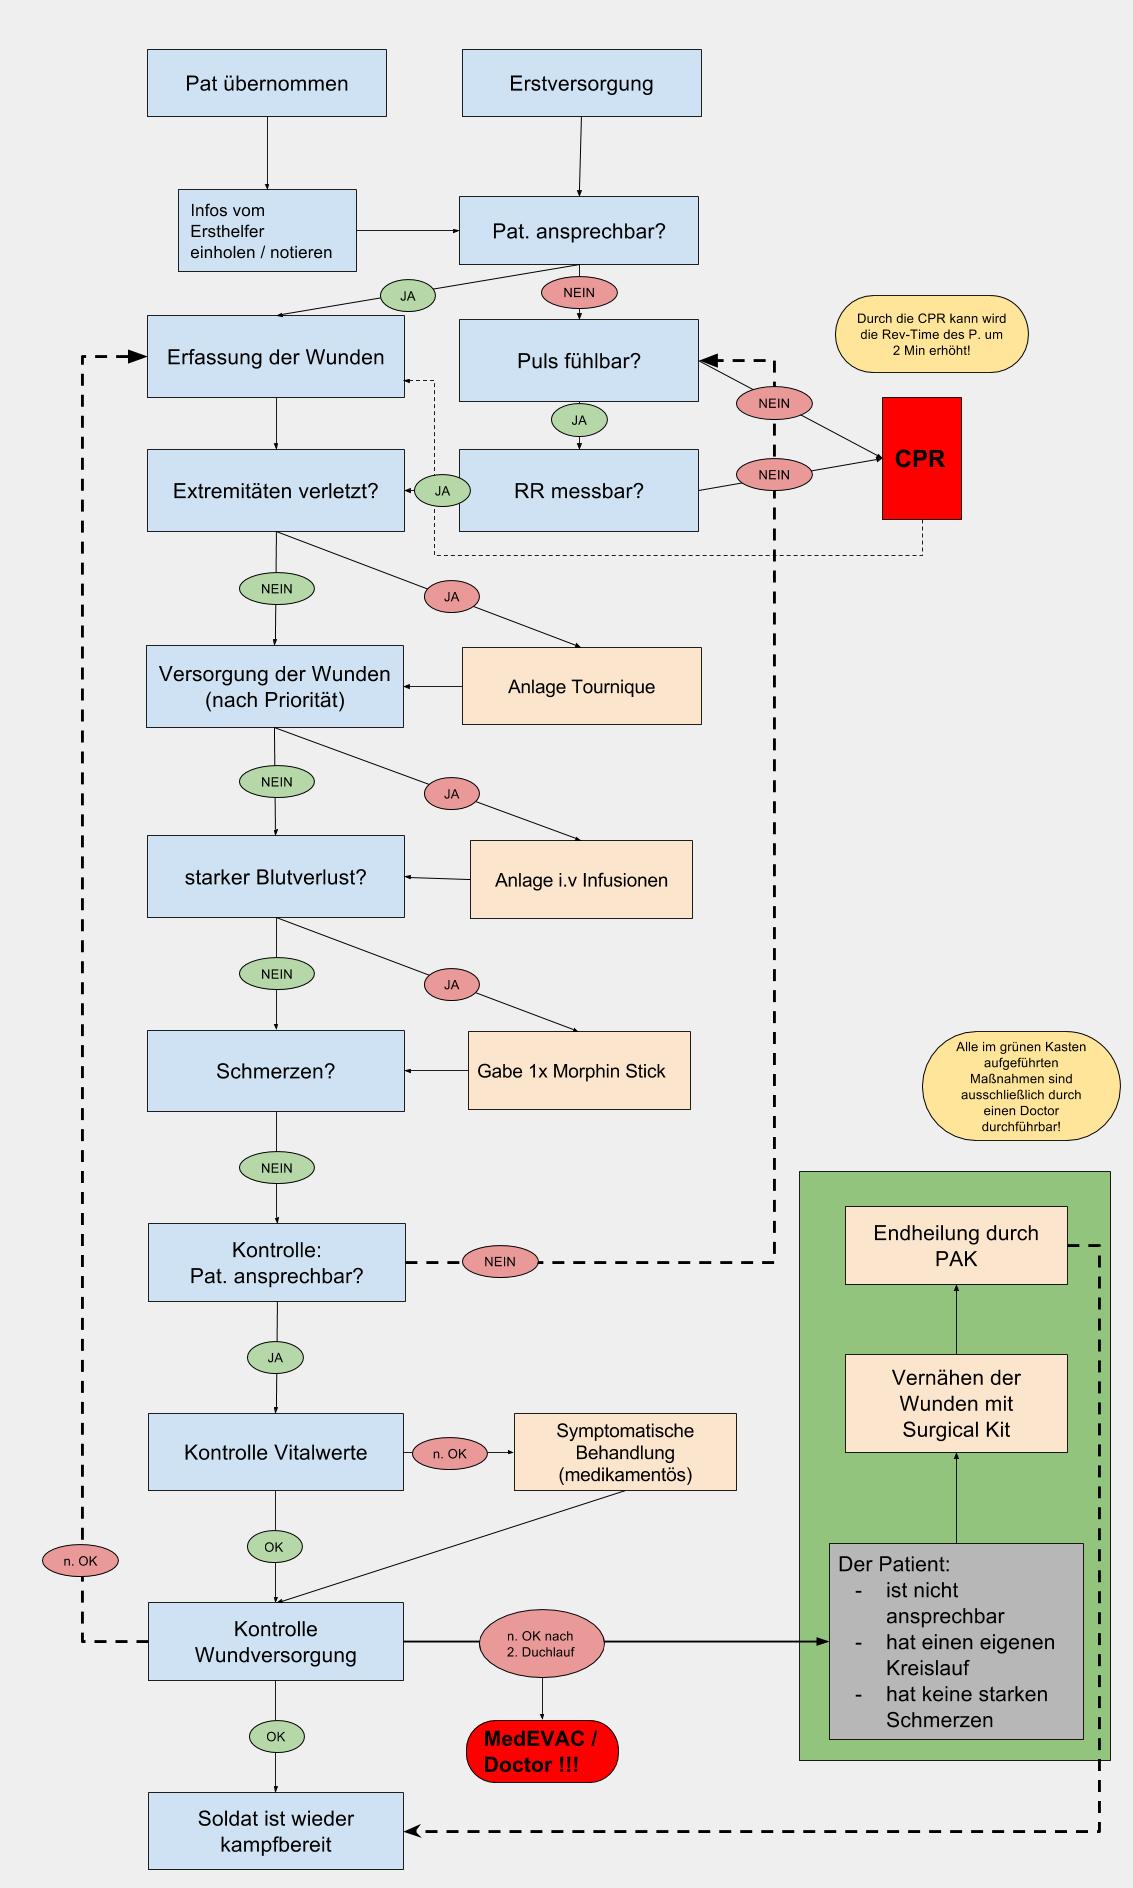 Pat übernommen
Erstversorgung
Infos vom
Ersthelfer
einholen / notieren
Pat. ansprechbar?
JA
NEIN
Durch die CPR kann wird
die Rev-Time des P. um
2 Min erhöht!
Erfassung der Wunden
Puls fühlbar?
NEIN
JA
CPR
Extremitäten verletzt?
JA
RR messbar?
NEIN
NEIN
JA
Versorgung der Wunden
(nach Priorität)
Anlage Tournique
NEIN
JA
starker Blutverlust?
Anlage i.v Infusionen
NEIN
JA
Schmerzen?
Gabe 1x Morphin Stick
Alle im grünen Kasten
aufgeführten
Maßnahmen sind
ausschließlich durch
einen Doctor
durchführbar!
NEIN
Kontrolle:
Pat. ansprechbar?
NEIN
Endheilung durch
PAK
JA
Vernähen der
Wunden mit
Surgical Kit
Kontrolle Vitalwerte
n. OK
Symptomatische
Behandlung
(medikamentös)
OK
n. OK
Der Patient:
- ist nicht
ansprechbar
- hat einen eigenen
Kreislauf
- hat keine starken
Schmerzen
Kontrolle
Wundversorgung
n. OK nach
2. Duchlauf
OK
MedEVAC /
Doctor !!!
Soldat ist wieder
kampfbereit